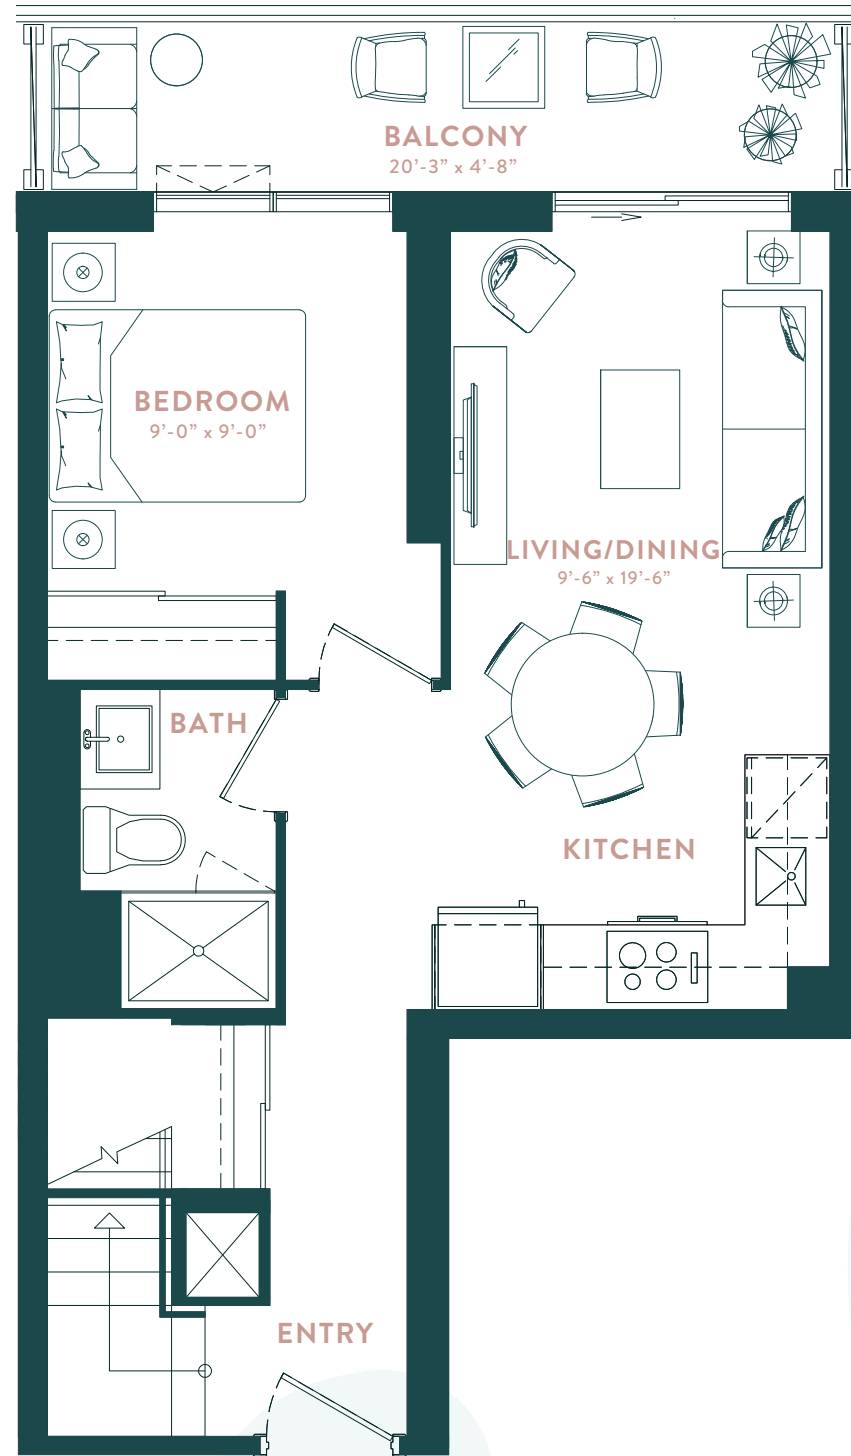 BALCONY
20’-3” x 4’-8”
BEDROOM
9’-0” x 9’-0”
LIVING/DINING
9’-6” x 19’-6”
BATH
KITCHEN
ENTRY